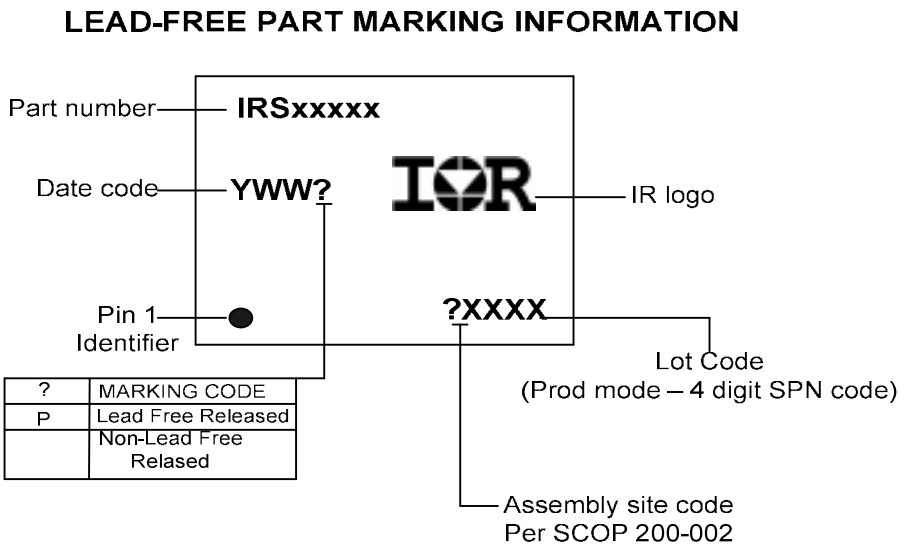 LEAD-FREE PART MARKING INFORMATION
Part number
IRSxxxxx
Date code
YWW?
IOR
IR logo
Pin 1
Identifier
?XXXX
Lot Code
(Prod mode – 4 digit SPN code)
? MARKING CODE
P Lead Free Released
Non-Lead Free
Relased
Assembly site code
Per SCOP 200-002